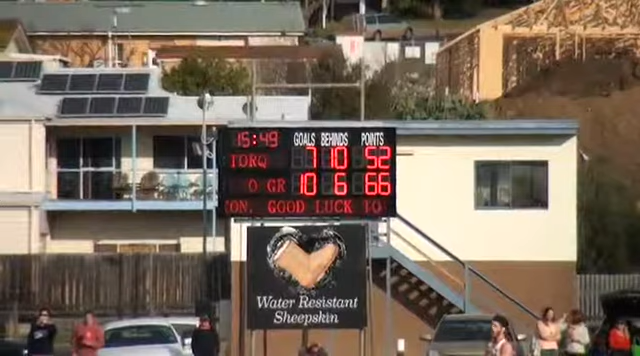 15:49 GOALS BEHINDS POINTS
TORQ 7 10 52
O GR 10 6 66
ON. GOOD LUCK TO
Water Resistant
Sheepskin